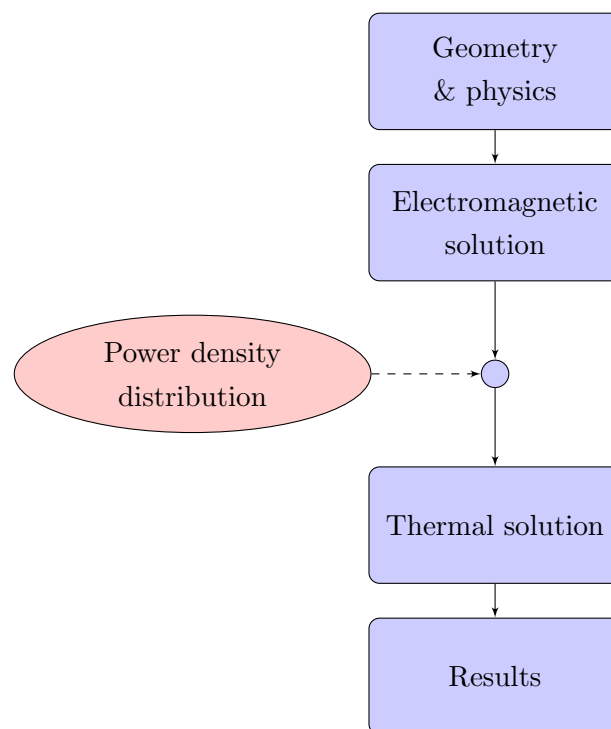 Geometry
& physics
Electromagnetic
solution
Power density
distribution
Thermal solution
Results